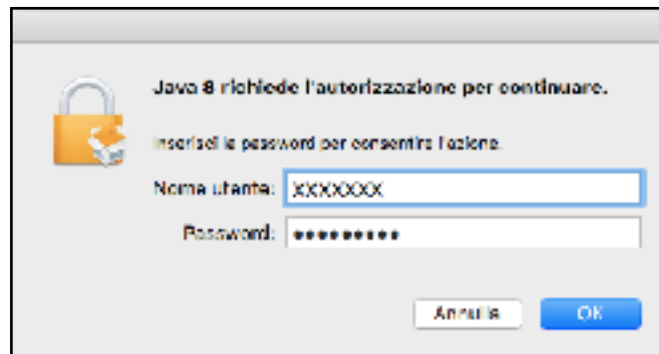 Java 8 richiede l'autorizzazione per continuare.
Inserisci la password per consentire l'azione.
Nome utente: XXXXXXX
Password: •••••••••
Annulla OK